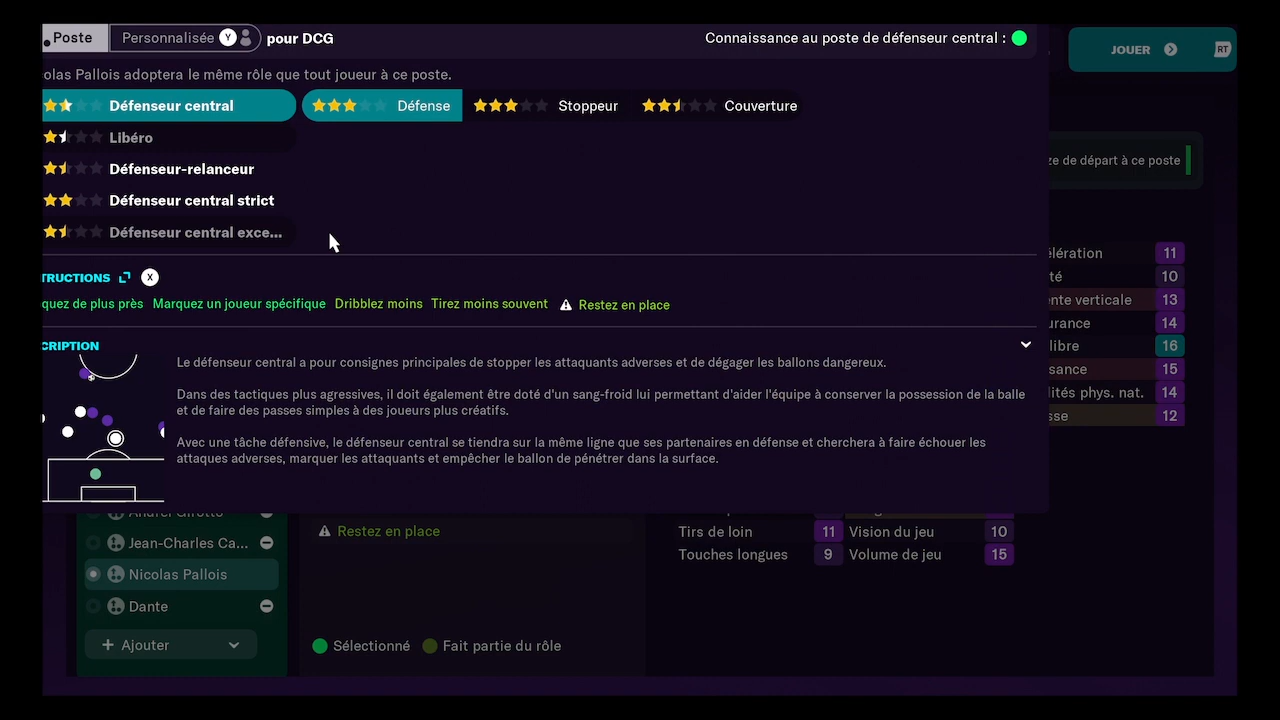 Poste
Personnalisée Y pour DCG
Connaissance au poste de défenseur central :
JOUER RT
colas Pallois adoptera le même rôle que tout joueur à ce poste.
Défenseur central
Défense
Stoppeur
Couverture
Libéro
Défenseur-relanceur
Défenseur central strict
Défenseur central exce...
ze de départ à ce poste
TRUCTIONS X
quez de plus près Marquez un joueur spécifique Dribblez moins Tirez moins souvent Restez en place
CRIPTION
Le défenseur central a pour consignes principales de stopper les attaquants adverses et de dégager les ballons dangereux.
Dans des tactiques plus agressives, il doit également être doté d'un sang-froid lui permettant d'aider l'équipe à conserver la possession de la balle
et de faire des passes simples à des joueurs plus créatifs.
Avec une tâche défensive, le défenseur central se tiendra sur la même ligne que ses partenaires en défense et cherchera à faire échouer les
attaques adverses, marquer les attaquants et empêcher le ballon de pénétrer dans la surface.
élération 11
té 10
ente verticale 13
urance 14
libre 16
sance 15
lités phys. nat. 14
sse 12
Andrei Girotto
Jean-Charles Ca...
Nicolas Pallois
Dante
Ajouter
Restez en place
Sélectionné
Fait partie du rôle
Tirs de loin 11 Vision du jeu 10
Touches longues 9 Volume de jeu 15